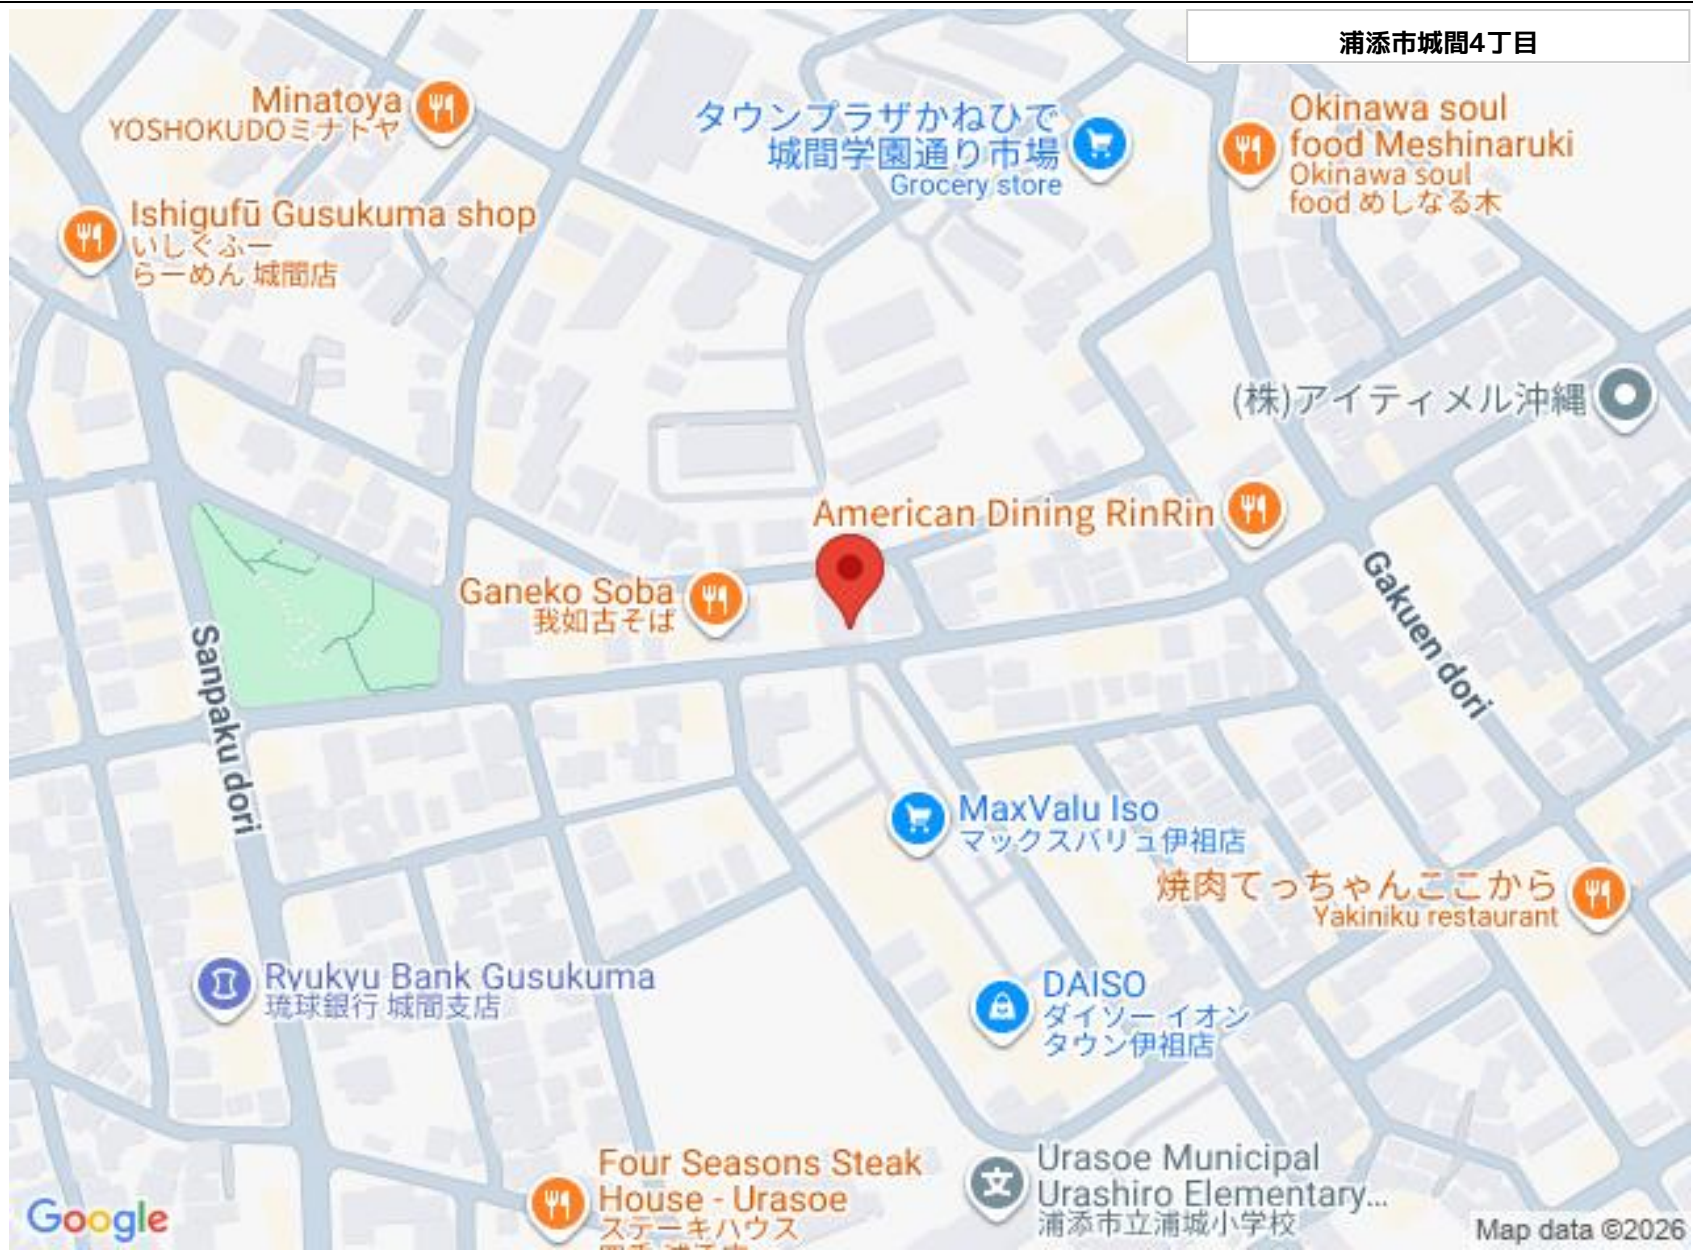 浦添市城間4丁目
Minatoya
YOSHOKUDOミナトヤ
タウンプラザかねひで
城間学園通り市場
Grocery store
Okinawa soul
food Meshinaruki
Okinawa soul
food めしなる木
Ishigufū Gusukuma shop
いしぐふー
らーめん 城間店
(株)アイティメル沖縄
American Dining RinRin
Ganeko Soba
我如古そば
Gakuen dori
Sanpaku dori
MaxValu Iso
マックスバリュ伊祖店
焼肉てっちゃんここから
Yakiniku restaurant
Ryukyu Bank Gusukuma
琉球銀行 城間支店
DAISO
ダイソー イオン
タウン伊祖店
Four Seasons Steak
House - Urasoe
ステーキハウス
Urasoe Municipal
Urashiro Elementary...
浦添市立浦城小学校
Google
Map data ©2026